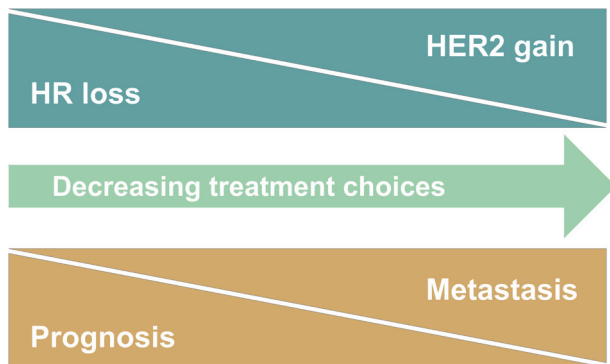 HER2 gain
HR loss
Decreasing treatment choices
Metastasis
Prognosis